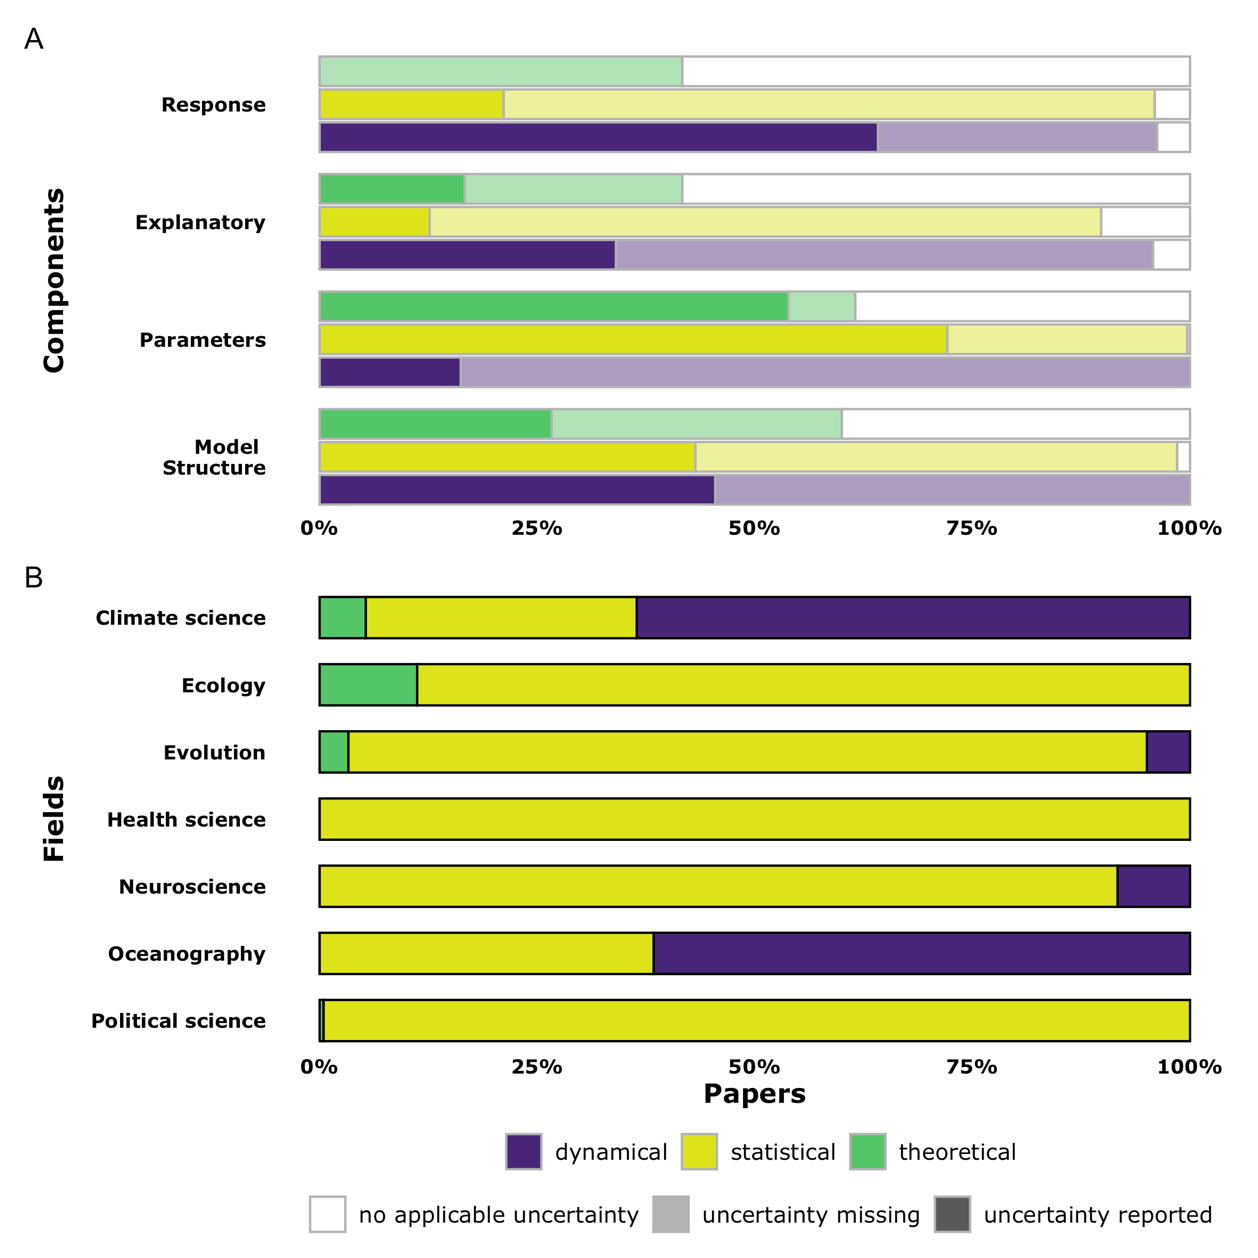 A
Response
Explanatory
Parameters
Model
Structure
Components
0% 25% 50% 75% 100%
B
Climate science
Ecology
Evolution
Health science
Neuroscience
Oceanography
Political science
Fields
0% 25% 50% 75% 100%
Papers
dynamical statistical theoretical
no applicable uncertainty uncertainty missing uncertainty reported